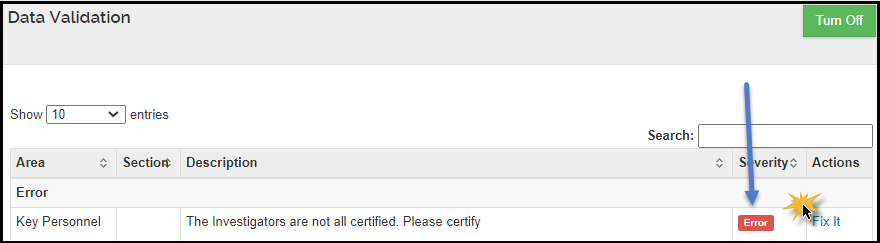 Data Validation
Turn Off
Show 10 entries
Search:
Area Section Description Severity Actions
Error
Key Personnel The Investigators are not all certified. Please certify Error Fix It